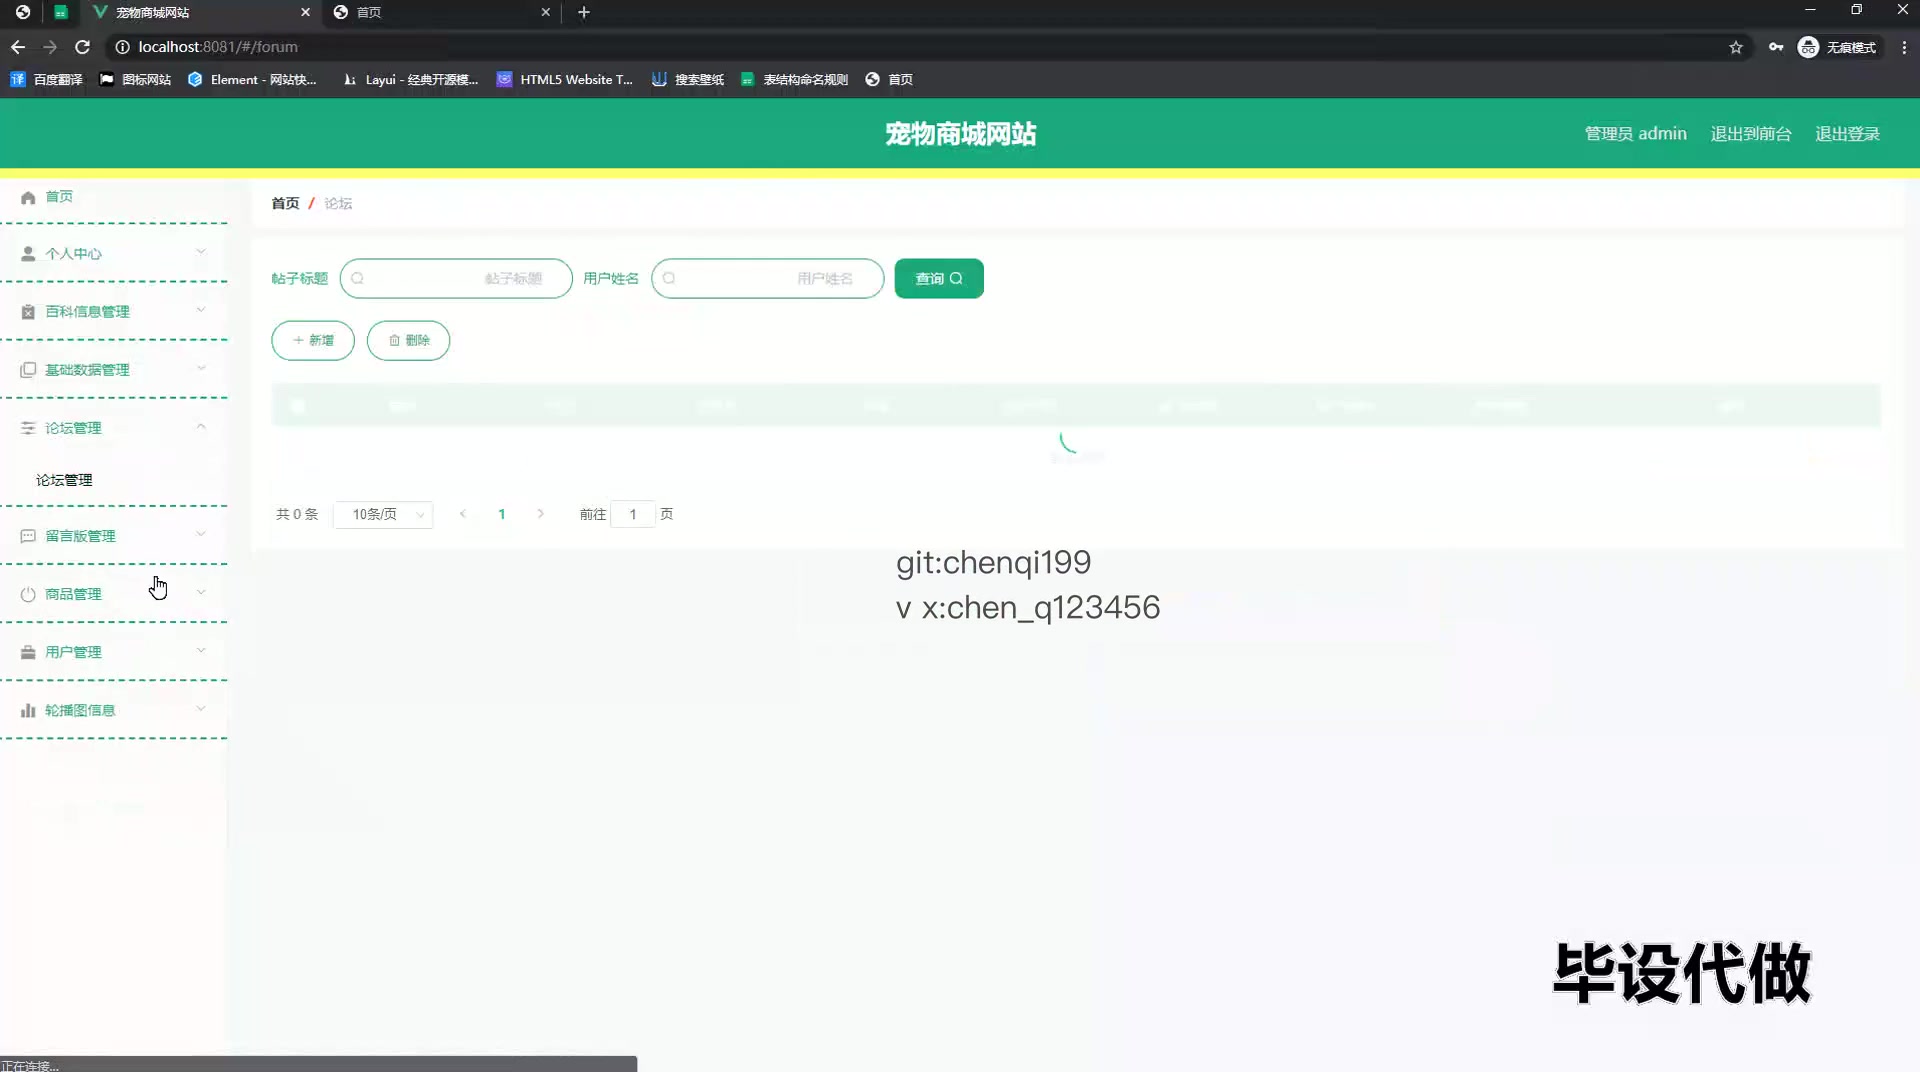 宠物商城网站
首页
localhost:8081/#/forum
无痕模式
百度翻译
图标网站
Element - 网站快...
Layui - 经典开源模...
HTML5 Website T...
搜索壁纸
表结构命名规则
首页
宠物商城网站
管理员 admin
退出到前台
退出登录
首页
个人中心
百科信息管理
基础数据管理
论坛管理
论坛管理
留言版管理
商品管理
用户管理
轮播图信息
首页 / 论坛
帖子标题
帖子标题
用户姓名
用户姓名
查询
新增
删除
共 0 条
10条/页
1
前往 1 页
git:chenqi199
v x:chen_q123456
毕设代做
正在连接...